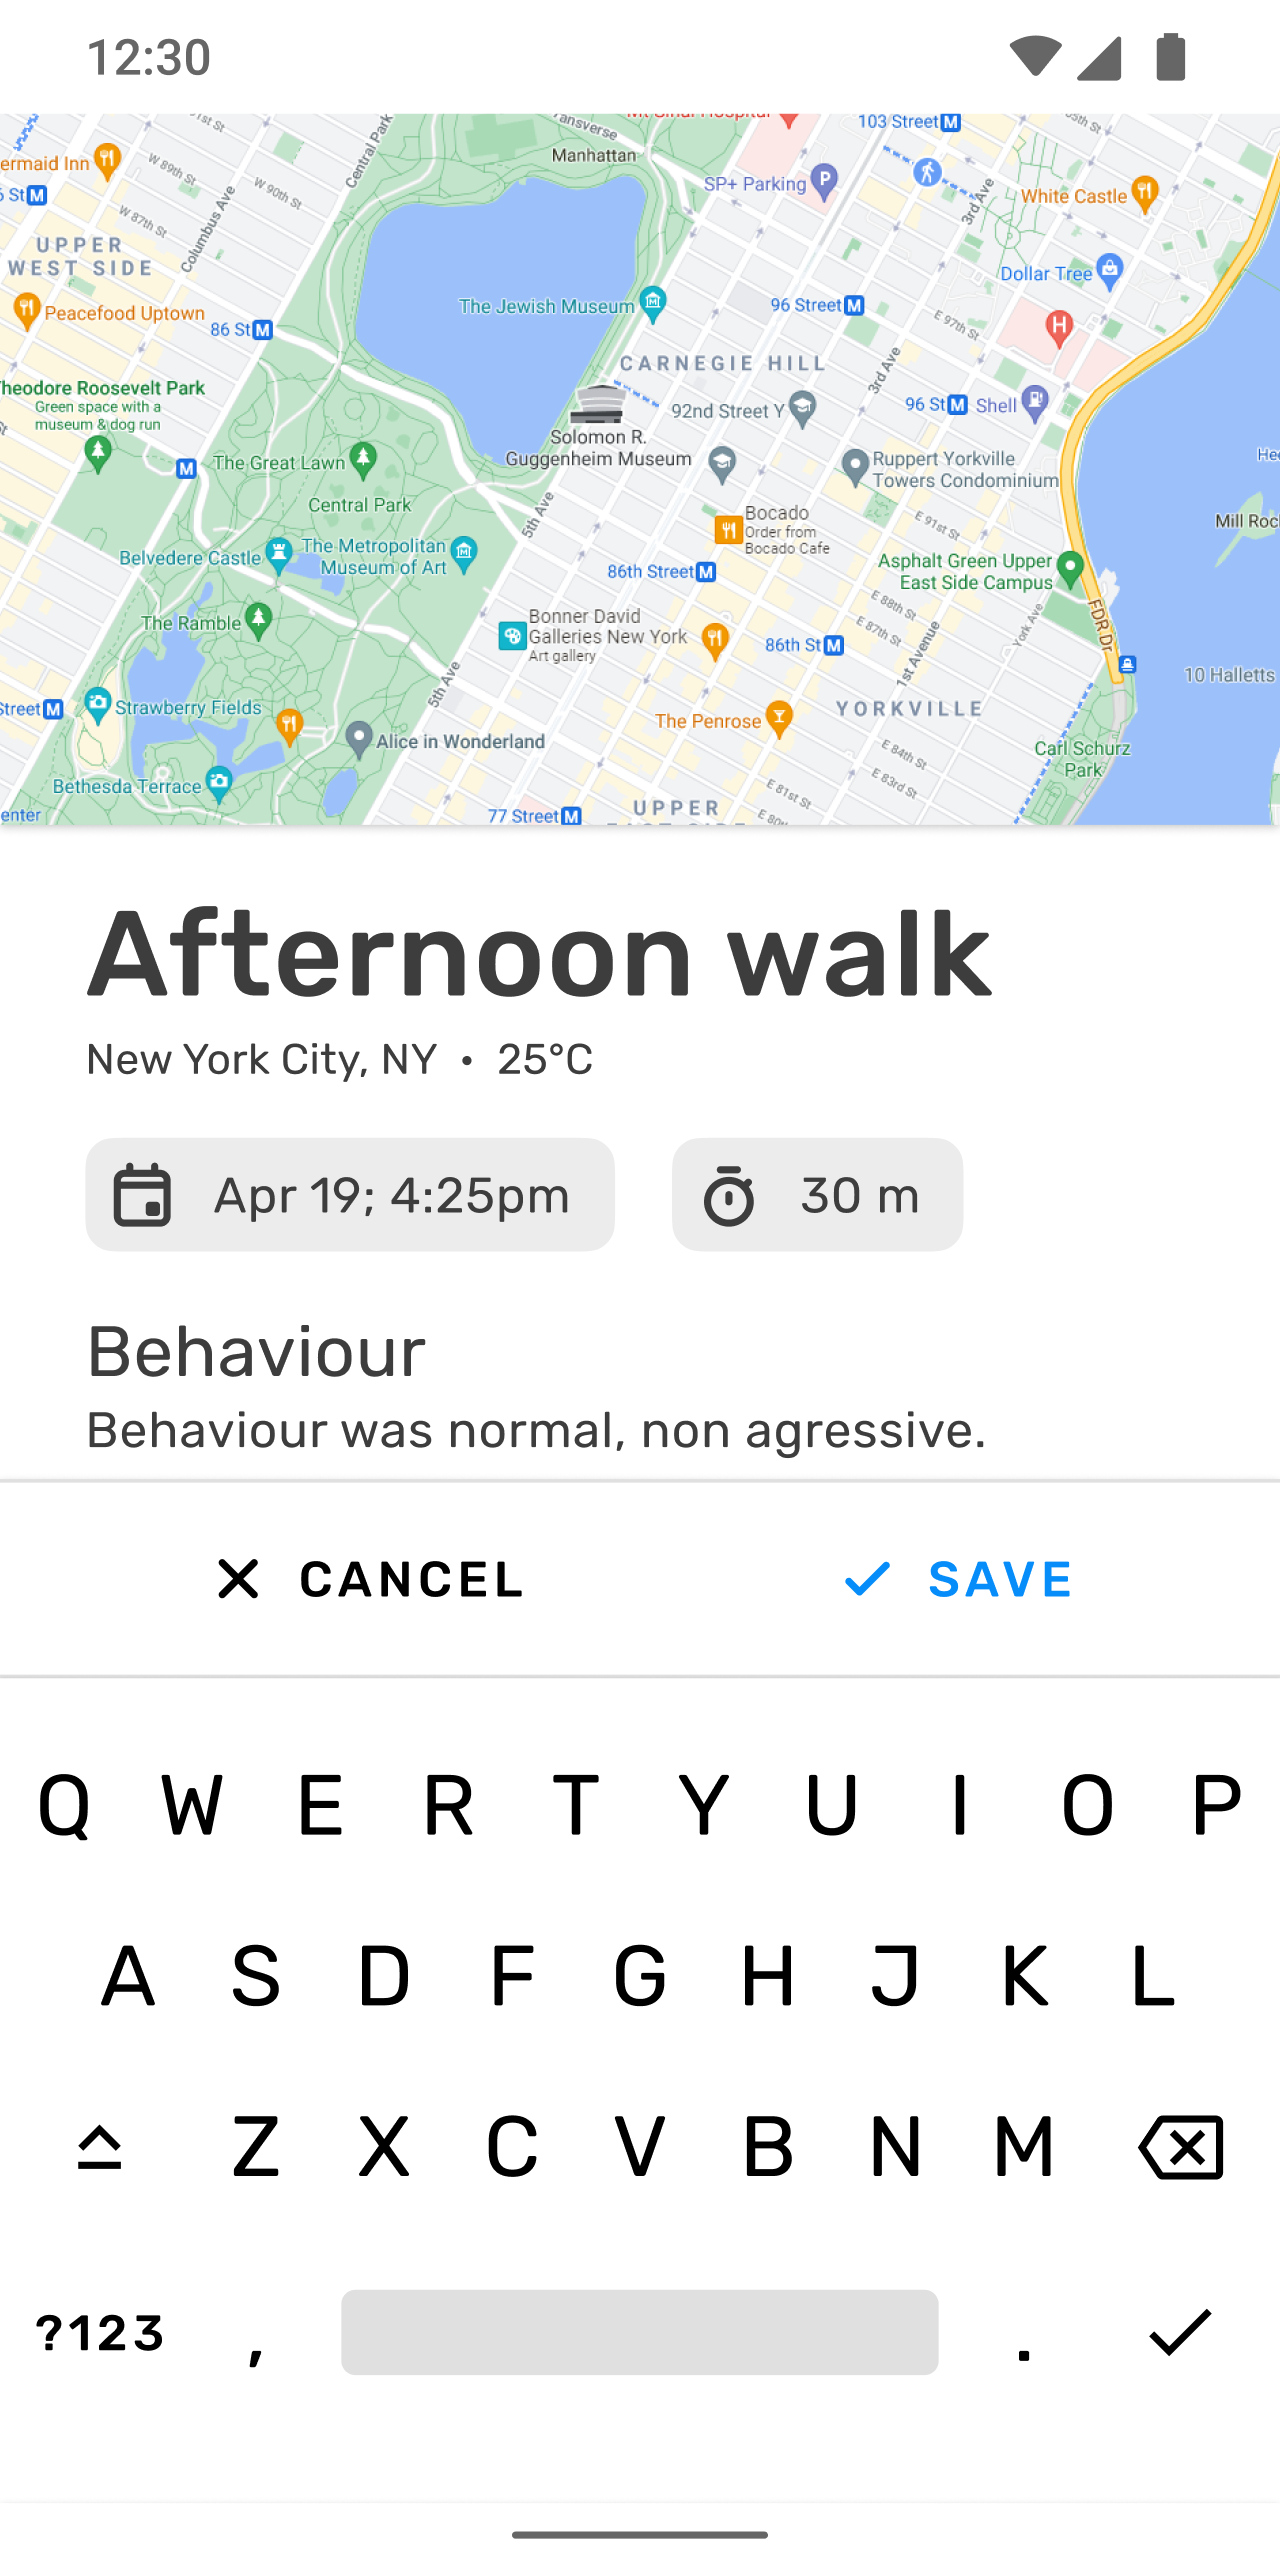 12:30
Manhattan
103 Street M
ermaid Inn
W 89th St
Central Park
SP+ Parking P
3rd Ave
White Castle
St M
W 90th St
W 87th St
Columbus Ave
UPPER
WEST SIDE
Dollar Tree
Peacefood Uptown
The Jewish Museum
96 Street M
86 St M
E 97th St
H
CARNEGIE HILL
3rd Ave
heodore Roosevelt Park
Green space with a
museum & dog run
92nd Street Y
96 St M
Shell
Solomon R.
Guggenheim Museum
M
The Great Lawn
Ruppert Yorkville
Towers Condominium
Central Park
5th Ave
Bocado
Order from
Bocado Cafe
E 91st St
Mill Roc
Belvedere Castle
The Metropolitan
Museum of Art
86th Street M
Asphalt Green Upper
East Side Campus
E 88th St
The Ramble
Bonner David
Galleries New York
Art gallery
E 87th St
York Ave
FDR Dr
86th St M
1st Avenue
10 Halletts
5th Ave
Street M
Strawberry Fields
YORKVILLE
The Penrose
Alice in Wonderland
E 84th St
Carl Schurz
Park
E 83rd St
Bethesda Terrace
E 81st St
enter
77 Street M
UPPER
Afternoon walk
New York City, NY • 25°C
Apr 19; 4:25pm
30 m
Behaviour
Behaviour was normal, non agressive.
CANCEL
SAVE
Q W E R T Y U I O P
A S D F G H J K L
Z X C V B N M
?123 , .